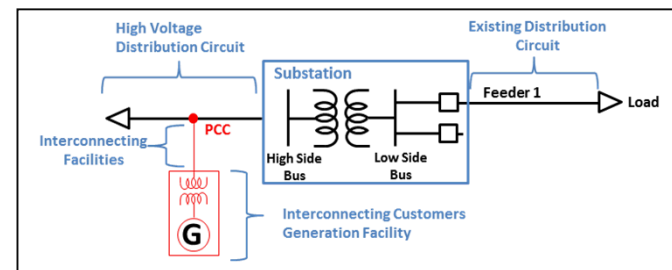 High Voltage
Distribution Circuit
Existing Distribution
Circuit
Substation
Feeder 1
Load
PCC
Interconnecting
Facilities
High Side
Bus
Low Side
Bus
G
Interconnecting Customers
Generation Facility